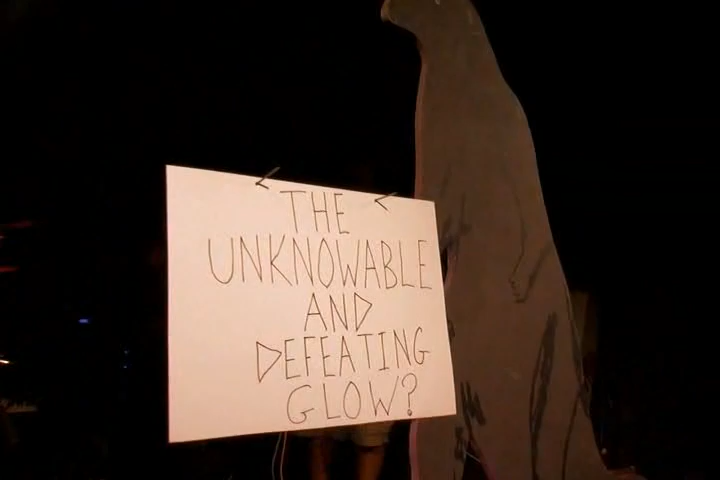 THE
UNKNOWABLE
AND
DEFEATING
GLOW?